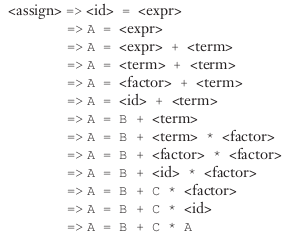 <assign> => <id> = <expr>
=> A = <expr>
=> A = <expr> + <term>
=> A = <term> + <term>
=> A = <factor> + <term>
=> A = <id> + <term>
=> A = B + <term>
=> A = B + <term> * <factor>
=> A = B + <factor> * <factor>
=> A = B + <id> * <factor>
=> A = B + C * <factor>
=> A = B + C * <id>
=> A = B + C * A